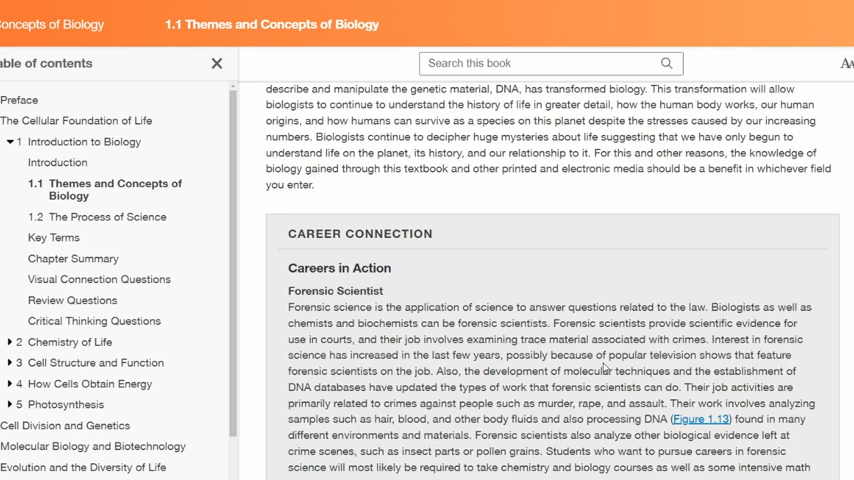 oncepts of Biology
1.1 Themes and Concepts of Biology
able of contents
Search this book
AA
Preface
The Cellular Foundation of Life
1 Introduction to Biology
Introduction
1.1 Themes and Concepts of
Biology
1.2 The Process of Science
Key Terms
Chapter Summary
Visual Connection Questions
Review Questions
Critical Thinking Questions
2 Chemistry of Life
3 Cell Structure and Function
4 How Cells Obtain Energy
5 Photosynthesis
Cell Division and Genetics
Molecular Biology and Biotechnology
Evolution and the Diversity of Life
describe and manipulate the genetic material, DNA, has transformed biology. This transformation will allow
biologists to continue to understand the history of life in greater detail, how the human body works, our human
origins, and how humans can survive as a species on this planet despite the stresses caused by our increasing
numbers. Biologists continue to decipher huge mysteries about life suggesting that we have only begun to
understand life on the planet, its history, and our relationship to it. For this and other reasons, the knowledge of
biology gained through this textbook and other printed and electronic media should be a benefit in whichever field
you enter.
CAREER CONNECTION
Careers in Action
Forensic Scientist
Forensic science is the application of science to answer questions related to the law. Biologists as well as
chemists and biochemists can be forensic scientists. Forensic scientists provide scientific evidence for
use in courts, and their job involves examining trace material associated with crimes. Interest in forensic
science has increased in the last few years, possibly because of popular television shows that feature
forensic scientists on the job. Also, the development of molecular techniques and the establishment of
DNA databases have updated the types of work that forensic scientists can do. Their job activities are
primarily related to crimes against people such as murder, rape, and assault. Their work involves analyzing
samples such as hair, blood, and other body fluids and also processing DNA (Figure 1.13) found in many
different environments and materials. Forensic scientists also analyze other biological evidence left at
crime scenes, such as insect parts or pollen grains. Students who want to pursue careers in forensic
science will most likely be required to take chemistry and biology courses as well as some intensive math